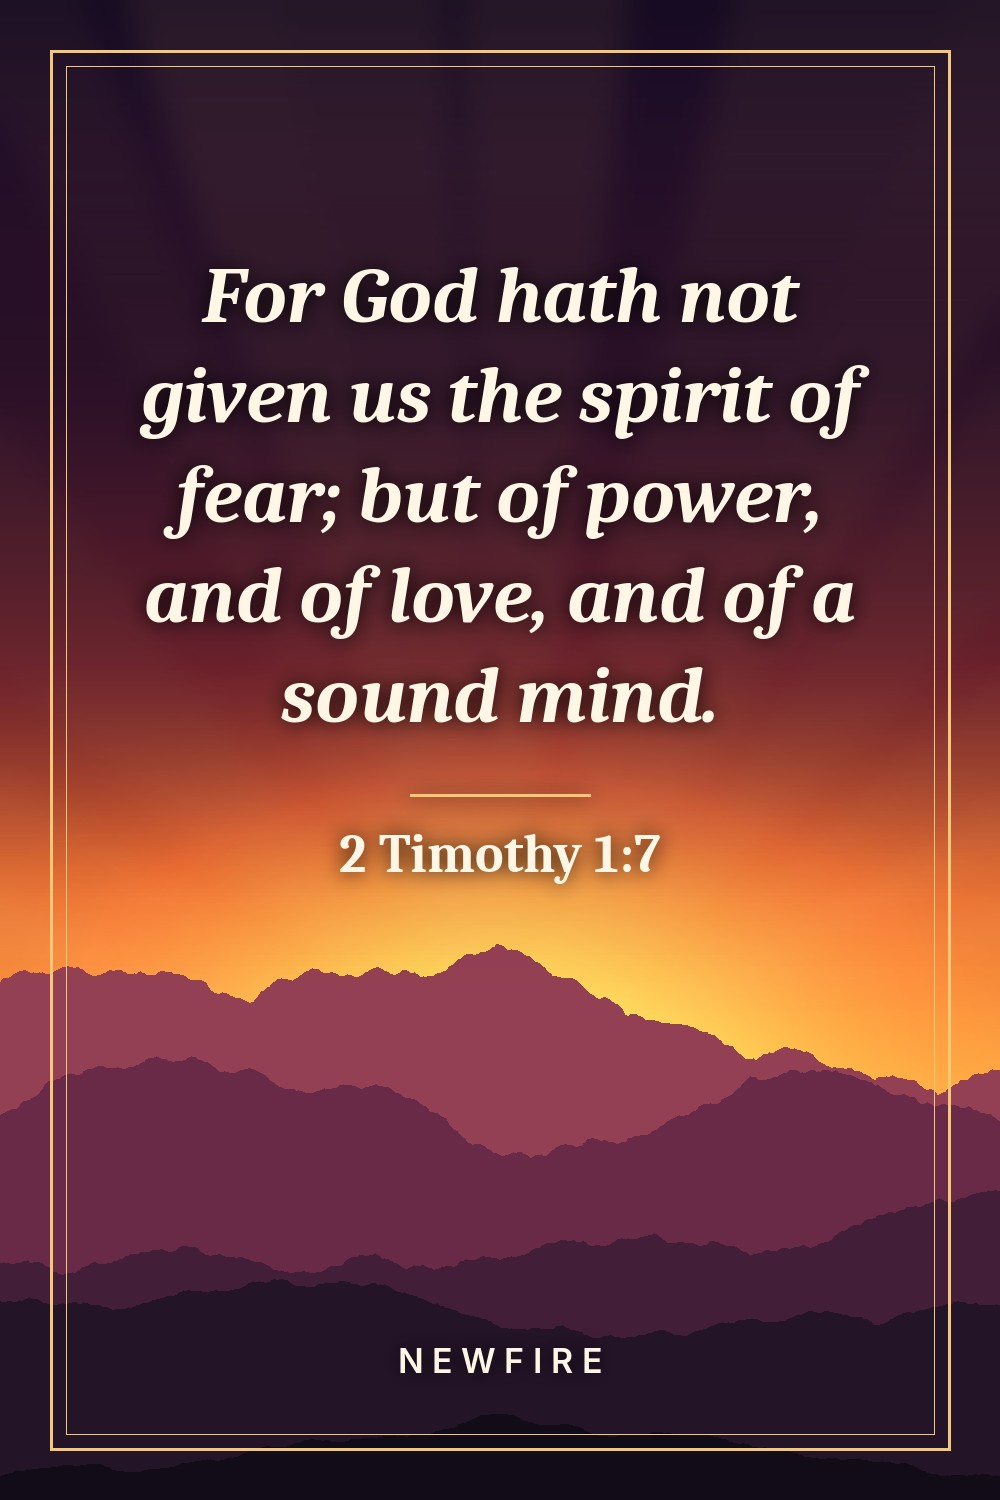 For God hath not
given us the spirit of
fear; but of power,
and of love, and of a
sound mind.
2 Timothy 1:7
NEWFIRE